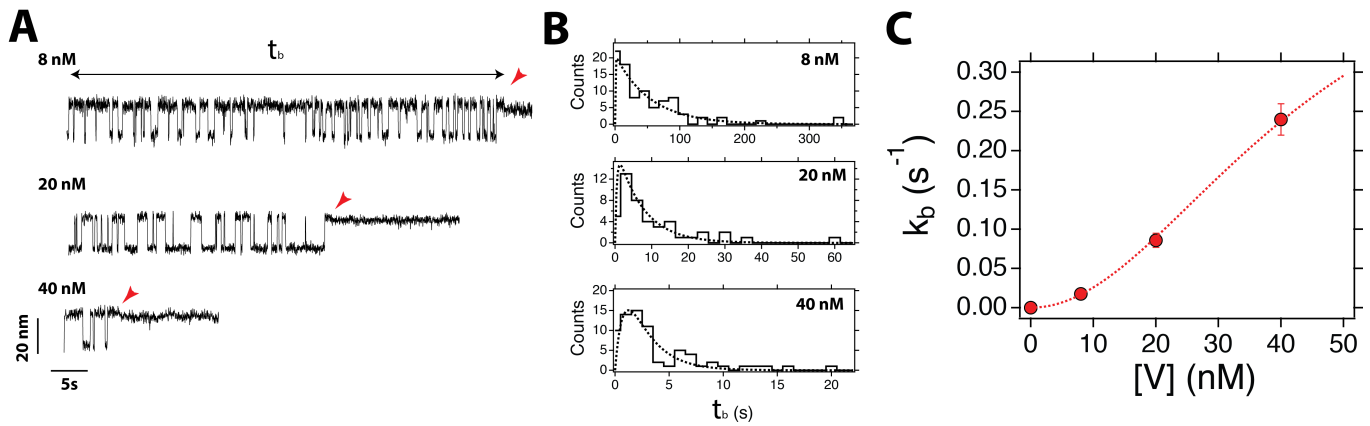 A
8 nM
tb
20 nM
40 nM
20 nm
5s
B
Counts
20
15
10
5
0
8 nM
0 100 200 300
Counts
12
8
4
0
20 nM
0 10 20 30 40 50 60
Counts
20
15
10
5
0
40 nM
0 5 10 15 20
tb (s)
C
kb (s-1)
0.30
0.25
0.20
0.15
0.10
0.05
0.00
0 10 20 30 40 50
[V] (nM)